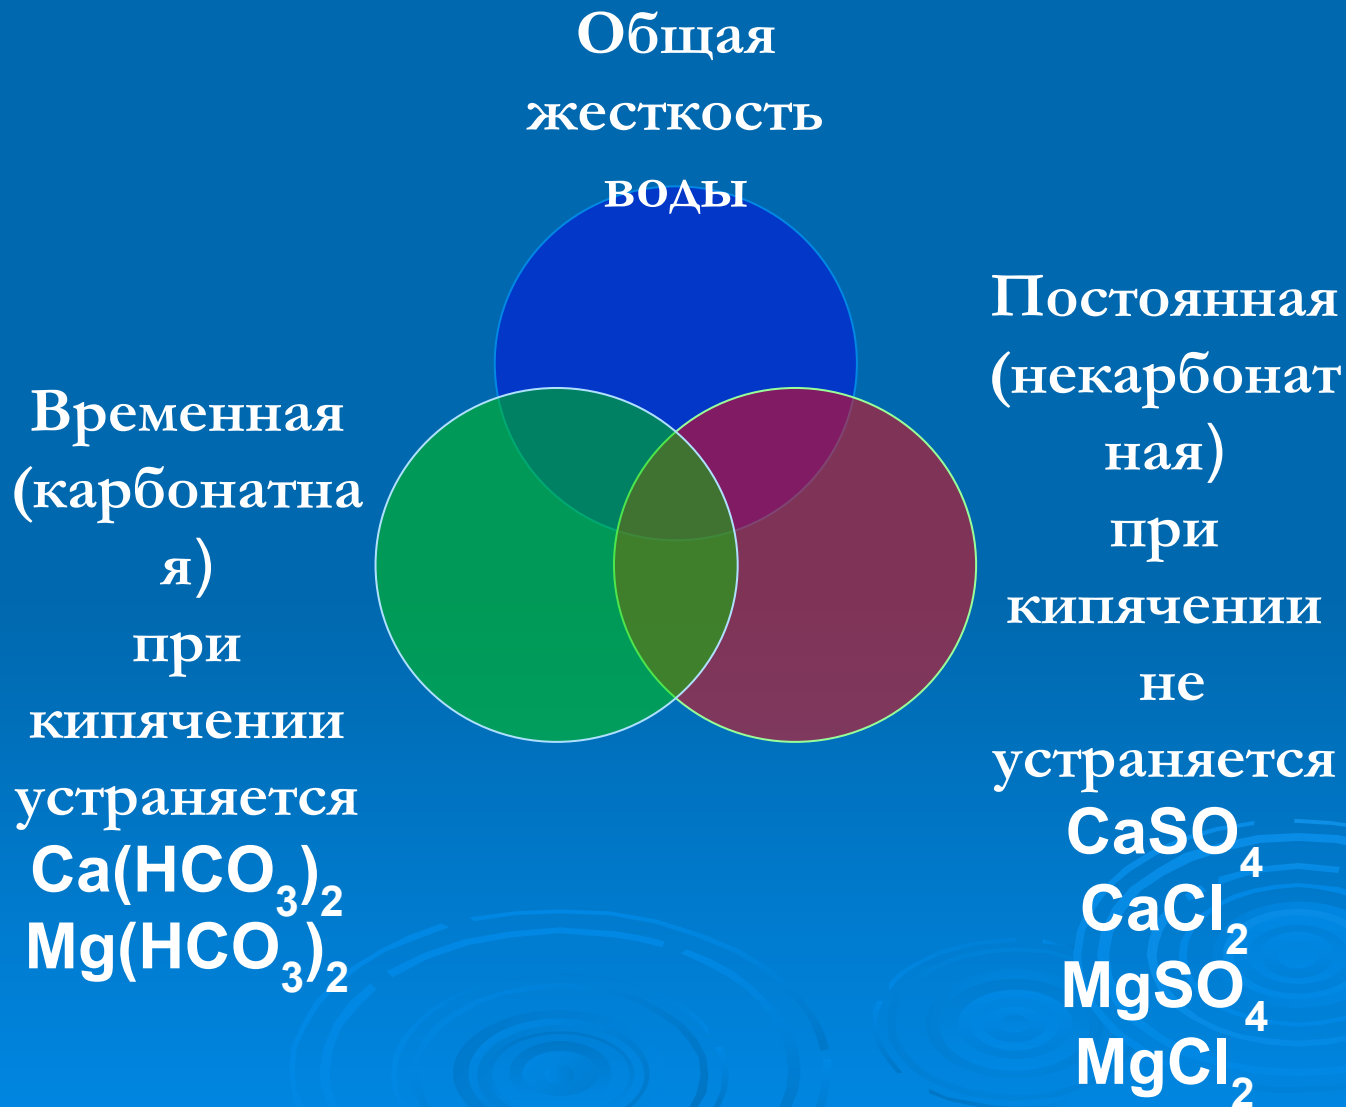 Общая
жесткость
воды
Временная
(карбонатна
я)
при
кипячении
устраняется
Ca(HCO₃)₂
Mg(HCO₃)₂
Постоянная
(некарбонат
ная)
при
кипячении
не
устраняется
CaSO₄
CaCl₂
MgSO₄
MgCl₂